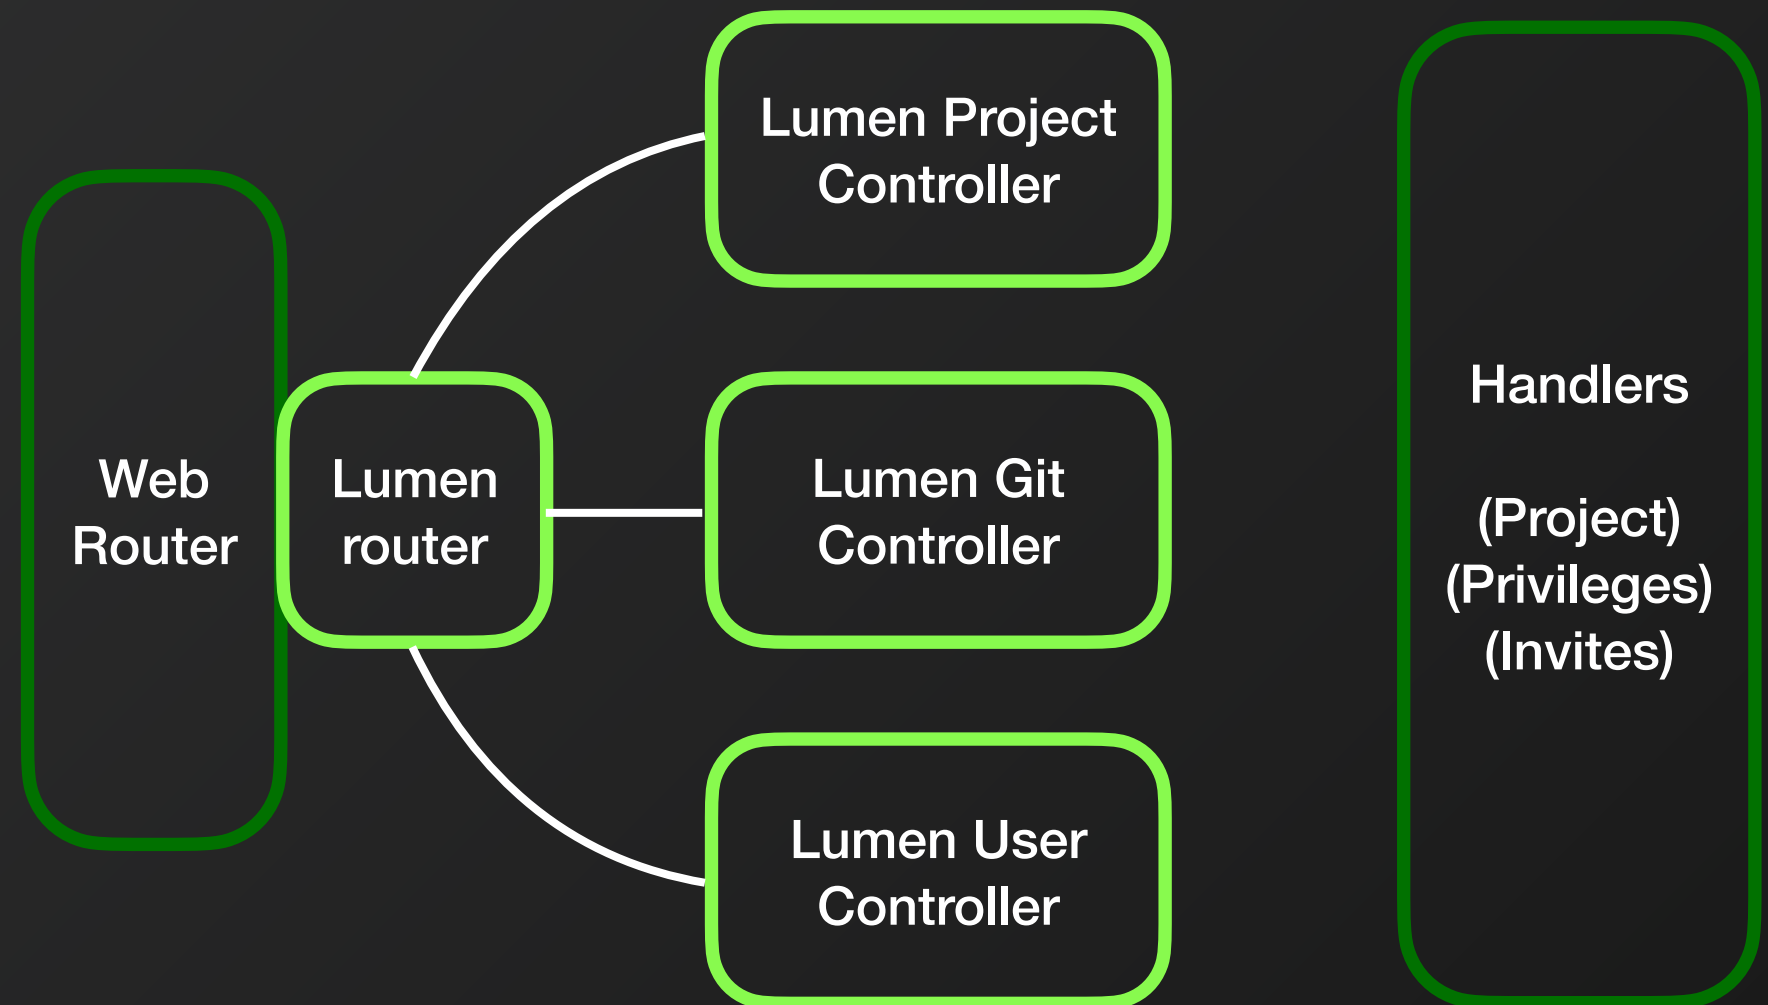 Web
Router
Lumen
router
Lumen Project
Controller
Lumen Git
Controller
Lumen User
Controller
Handlers
(Project)
(Privileges)
(Invites)